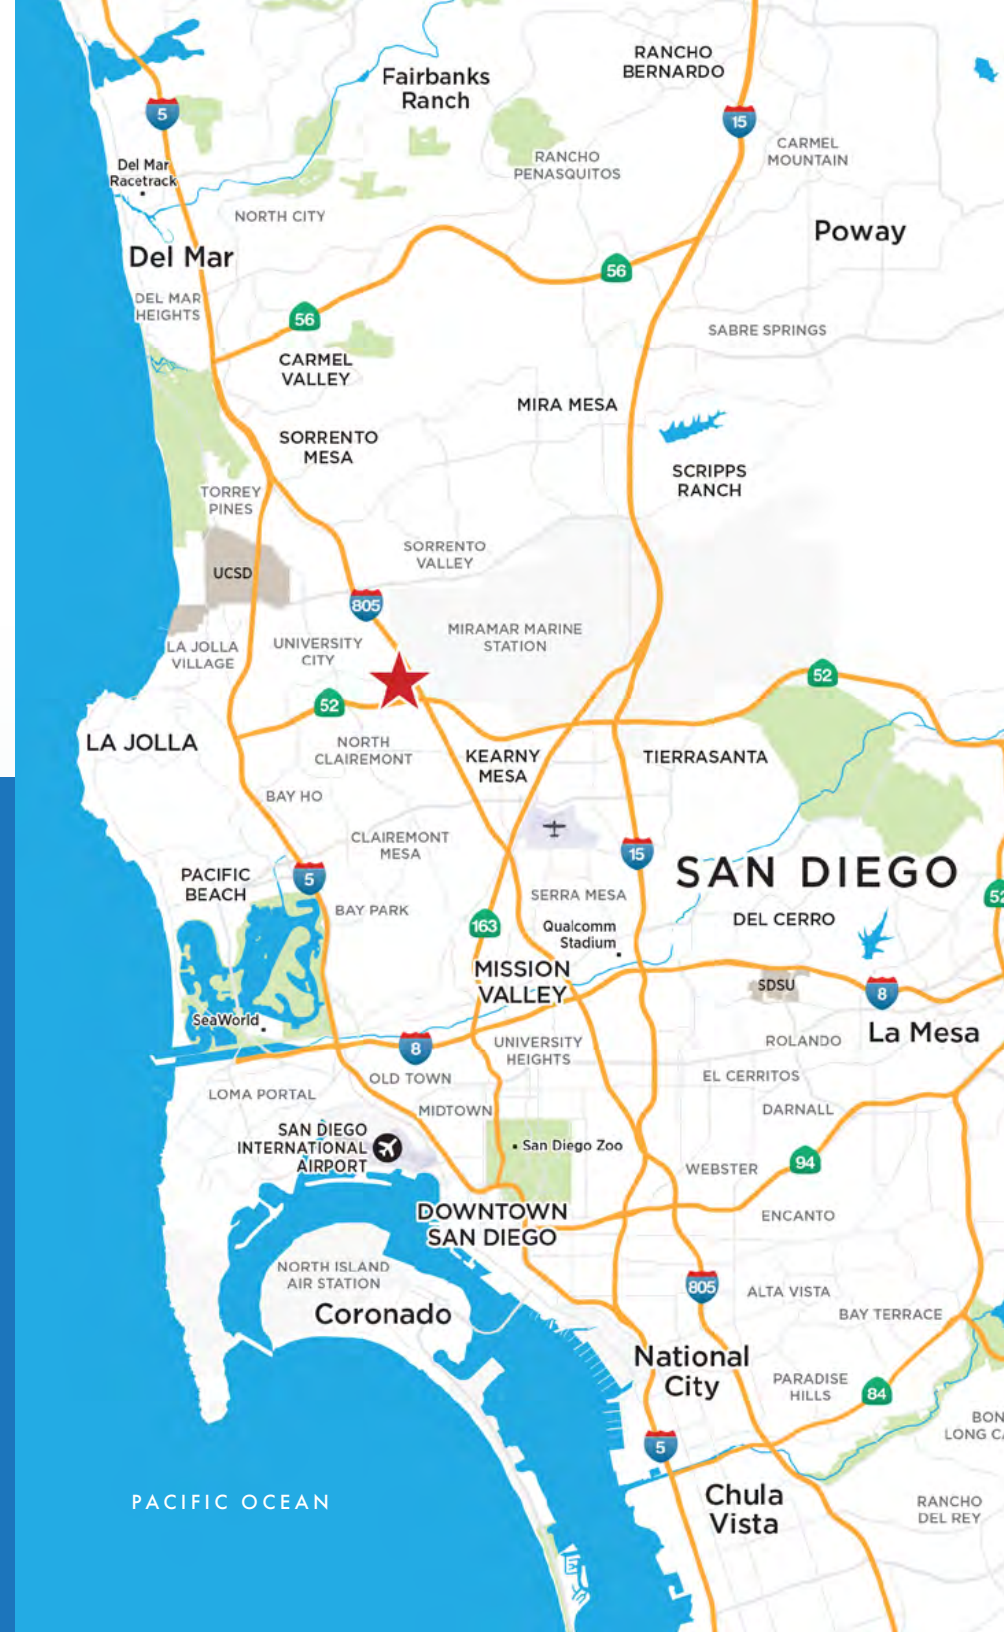 RANCHO
BERNARDO
Fairbanks
Ranch
5
15
CARMEL
MOUNTAIN
RANCHO
PENASQUITOS
Del Mar
Racetrack
NORTH CITY
Poway
Del Mar
56
DEL MAR
HEIGHTS
56
SABRE SPRINGS
CARMEL
VALLEY
MIRA MESA
SORRENTO
MESA
SCRIPPS
RANCH
TORREY
PINES
SORRENTO
VALLEY
UCSD
805
MIRAMAR MARINE
STATION
UNIVERSITY
CITY
LA JOLLA
VILLAGE
52
52
LA JOLLA
NORTH
CLAIREMONT
KEARNY
MESA
TIERRASANTA
BAY HO
CLAIREMONT
MESA
15
SAN DIEGO
PACIFIC
BEACH
5
52
SERRA MESA
BAY PARK
DEL CERRO
163
Qualcomm
Stadium
MISSION
VALLEY
SDSU
8
SeaWorld
La Mesa
8
UNIVERSITY
HEIGHTS
ROLANDO
OLD TOWN
EL CERRITOS
LOMA PORTAL
MIDTOWN
DARNALL
SAN DIEGO
INTERNATIONAL
AIRPORT
San Diego Zoo
94
WEBSTER
DOWNTOWN
SAN DIEGO
ENCANTO
NORTH ISLAND
AIR STATION
805
ALTA VISTA
Coronado
BAY TERRACE
National
City
PARADISE
HILLS
84
BON
LONG CA
5
PACIFIC OCEAN
Chula
Vista
RANCHO
DEL REY